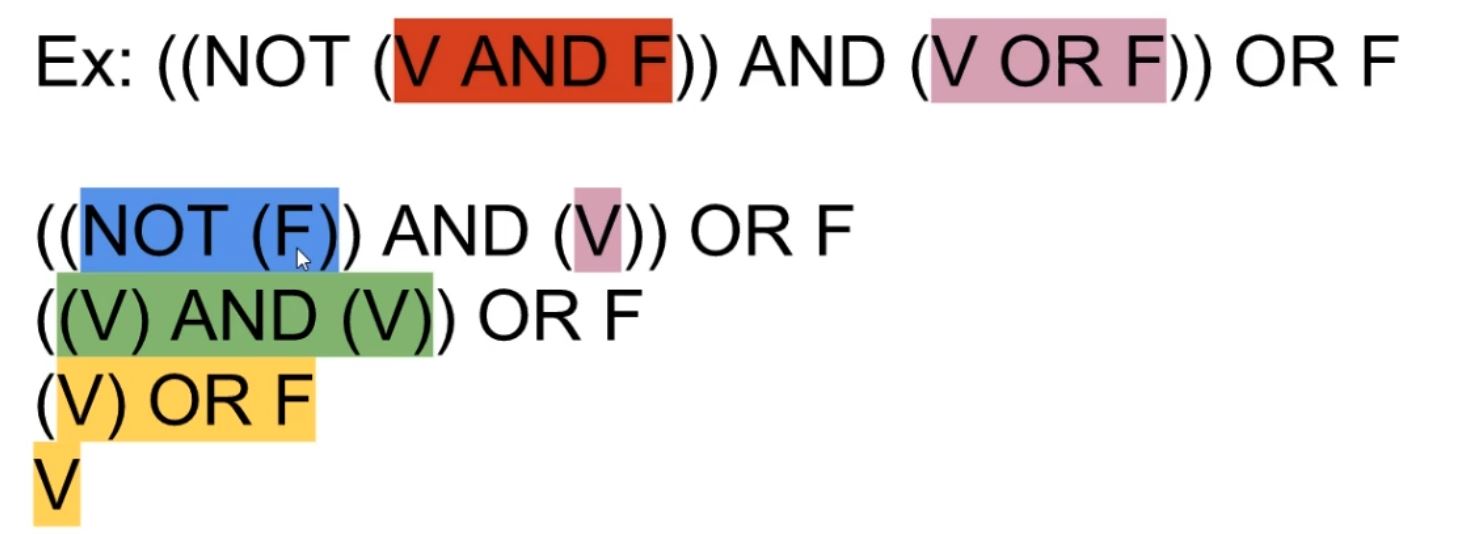 Ex: ((NOT (V AND F)) AND (V OR F)) OR F
((NOT (F)) AND (V)) OR F
((V) AND (V)) OR F
(V) OR F
V